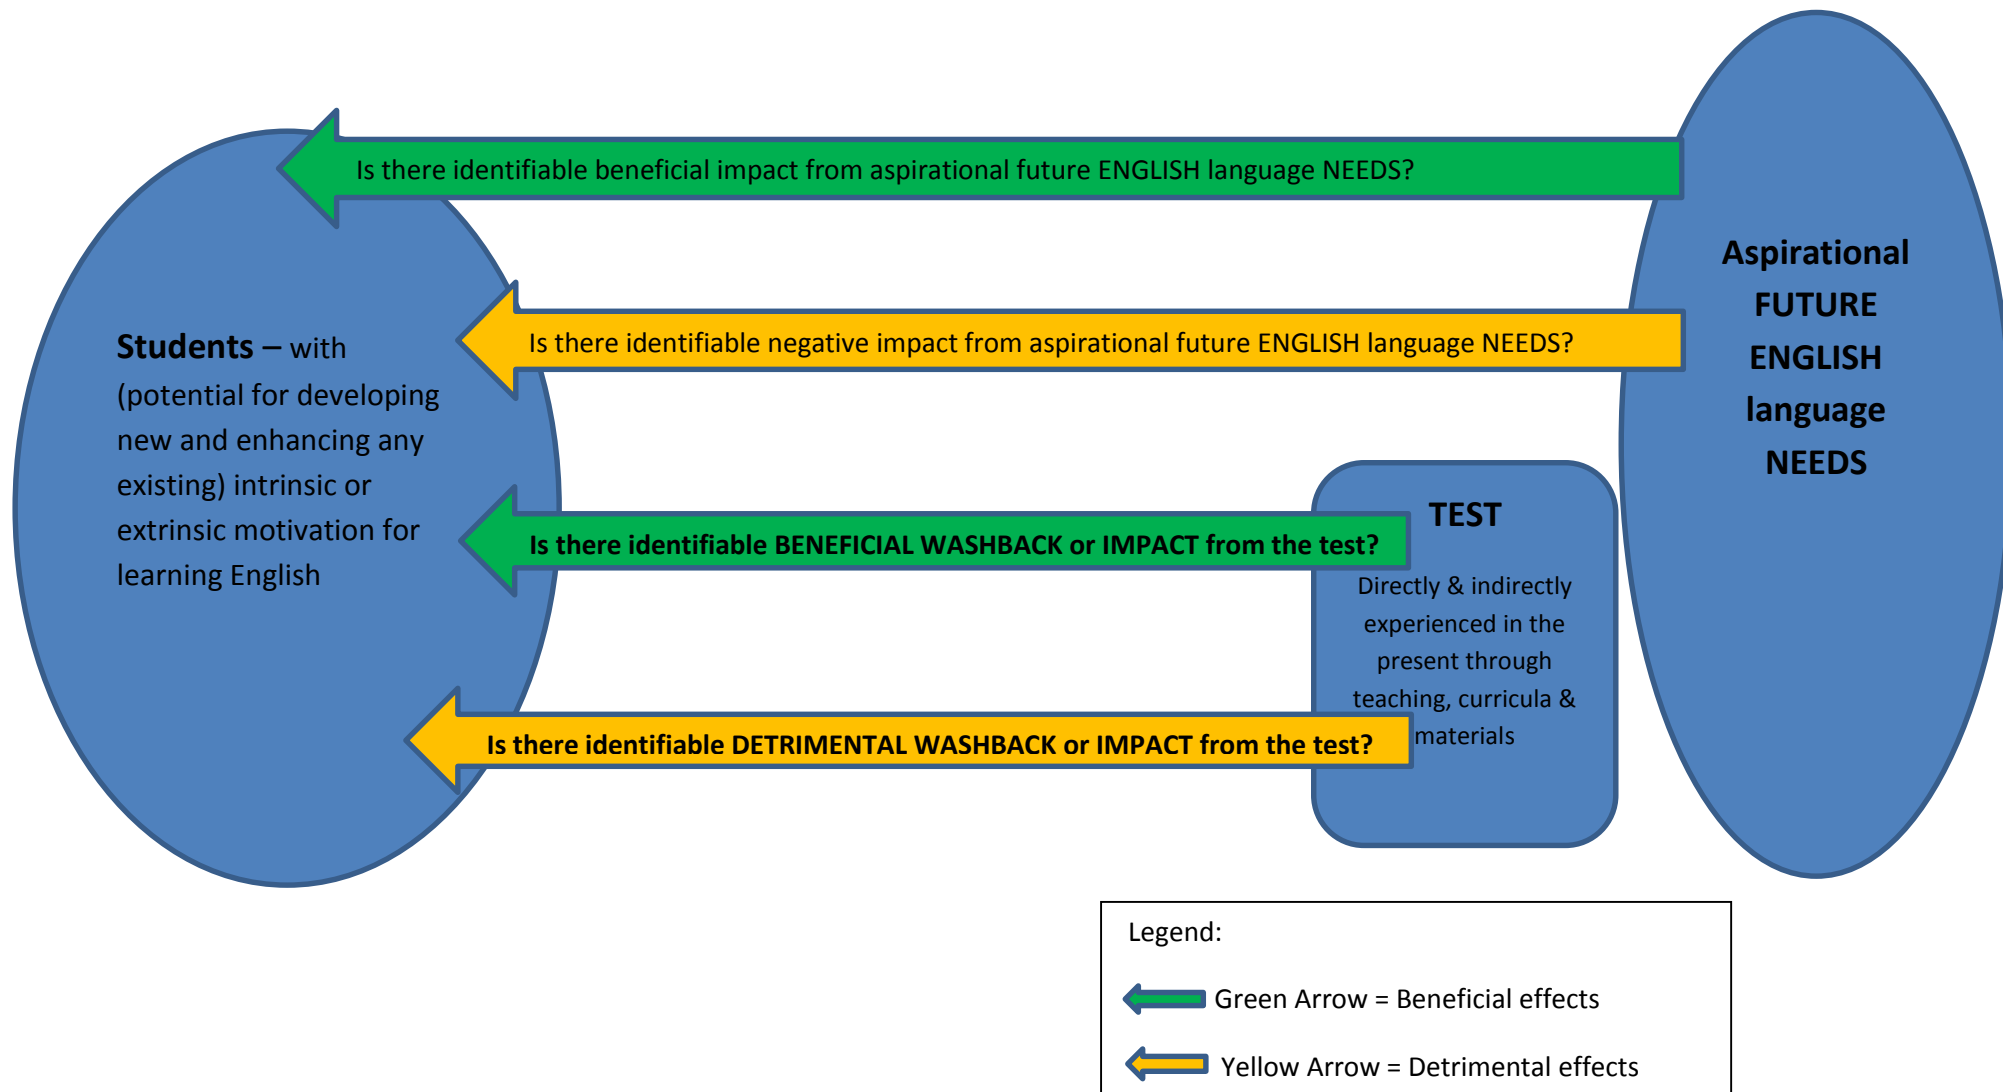 Is there identifiable beneficial impact from aspirational future ENGLISH language NEEDS?
Is there identifiable negative impact from aspirational future ENGLISH language NEEDS?
Students – with
(potential for developing
new and enhancing any
existing) intrinsic or
extrinsic motivation for
learning English
Is there identifiable BENEFICIAL WASHBACK or IMPACT from the test?
Is there identifiable DETRIMENTAL WASHBACK or IMPACT from the test?
TEST
Directly & indirectly
experienced in the
present through
teaching, curricula &
materials
Aspirational
FUTURE
ENGLISH
language
NEEDS
Legend:
Green Arrow = Beneficial effects
Yellow Arrow = Detrimental effects